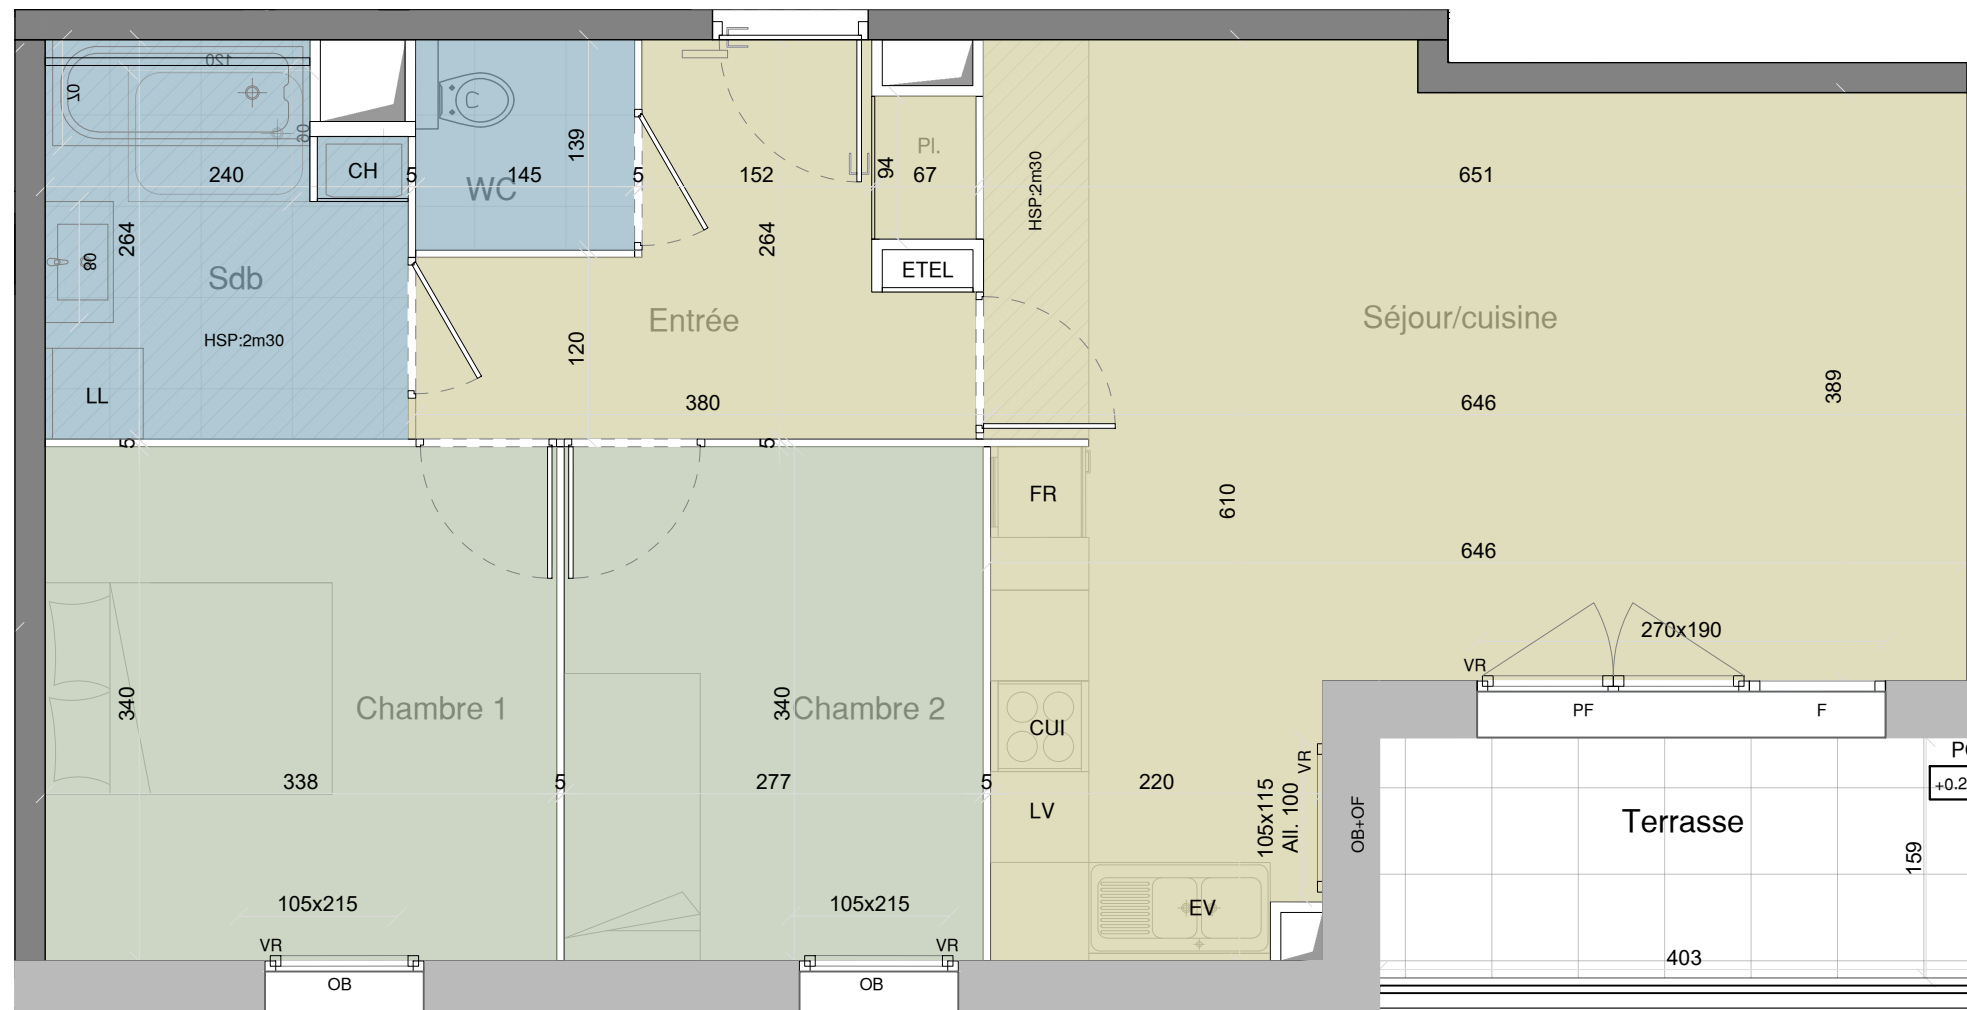 120
70
90
C
139
Pl.
94
HSP:2m30
240
CH
5
145
WC
5
152
67
651
264
80
Sdb
264
ETEL
HSP:2m30
Entrée
Séjour/cuisine
120
LL
380
646
389
5
5
FR
610
646
270x190
VR
340
Chambre 1
340
Chambre 2
CUI
PF
F
VR
338
5
277
5
220
LV
105x115
All. 100
OB+OF
Terrasse
+0.2
159
105x215
105x215
EV
VR
VR
403
OB
OB